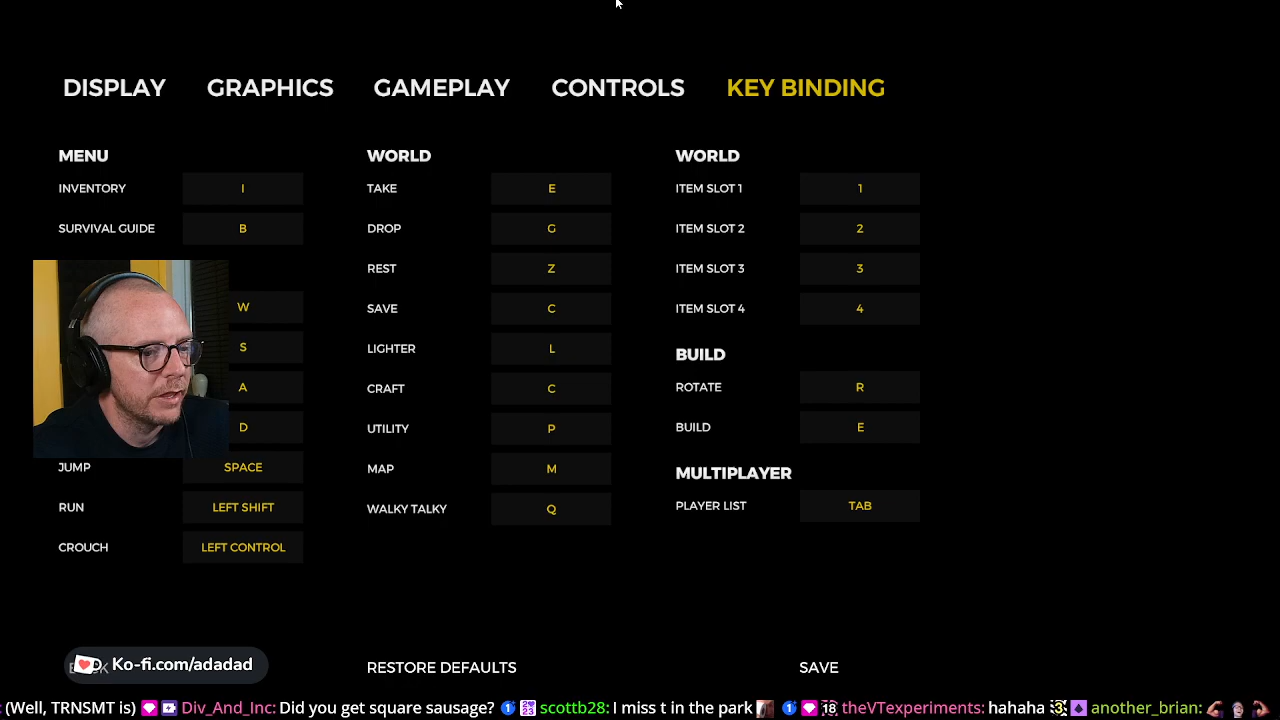 DISPLAY GRAPHICS GAMEPLAY CONTROLS KEY BINDING
MENU
INVENTORY I
SURVIVAL GUIDE B
W
S
A
D
JUMP SPACE
RUN LEFT SHIFT
CROUCH LEFT CONTROL
WORLD
TAKE E
DROP G
REST Z
SAVE C
LIGHTER L
CRAFT C
UTILITY P
MAP M
WALKY TALKY Q
WORLD
ITEM SLOT 1 1
ITEM SLOT 2 2
ITEM SLOT 3 3
ITEM SLOT 4 4
BUILD
ROTATE R
BUILD E
MULTIPLAYER
PLAYER LIST TAB
Ko-fi.com/adadad
RESTORE DEFAULTS
SAVE
(Well, TRNSMT is) Div_And_Inc: Did you get square sausage? scottb28: I miss t in the park theVTexperiments: hahaha another_brian: